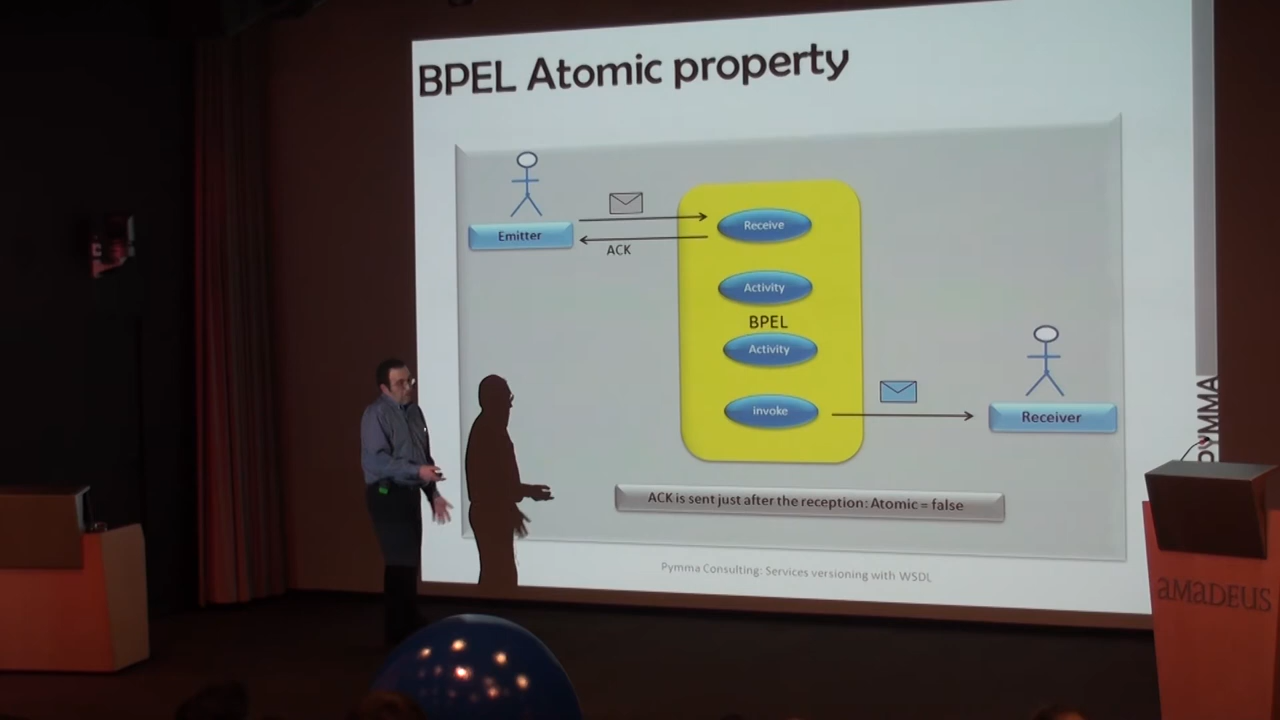 BPEL Atomic property
Emitter
ACK
Receive
Activity
BPEL
Activity
invoke
Receiver
ACK is sent just after the reception: Atomic = false
Pymma Consulting: Services versioning with WSDL
PYMMA
amadeus